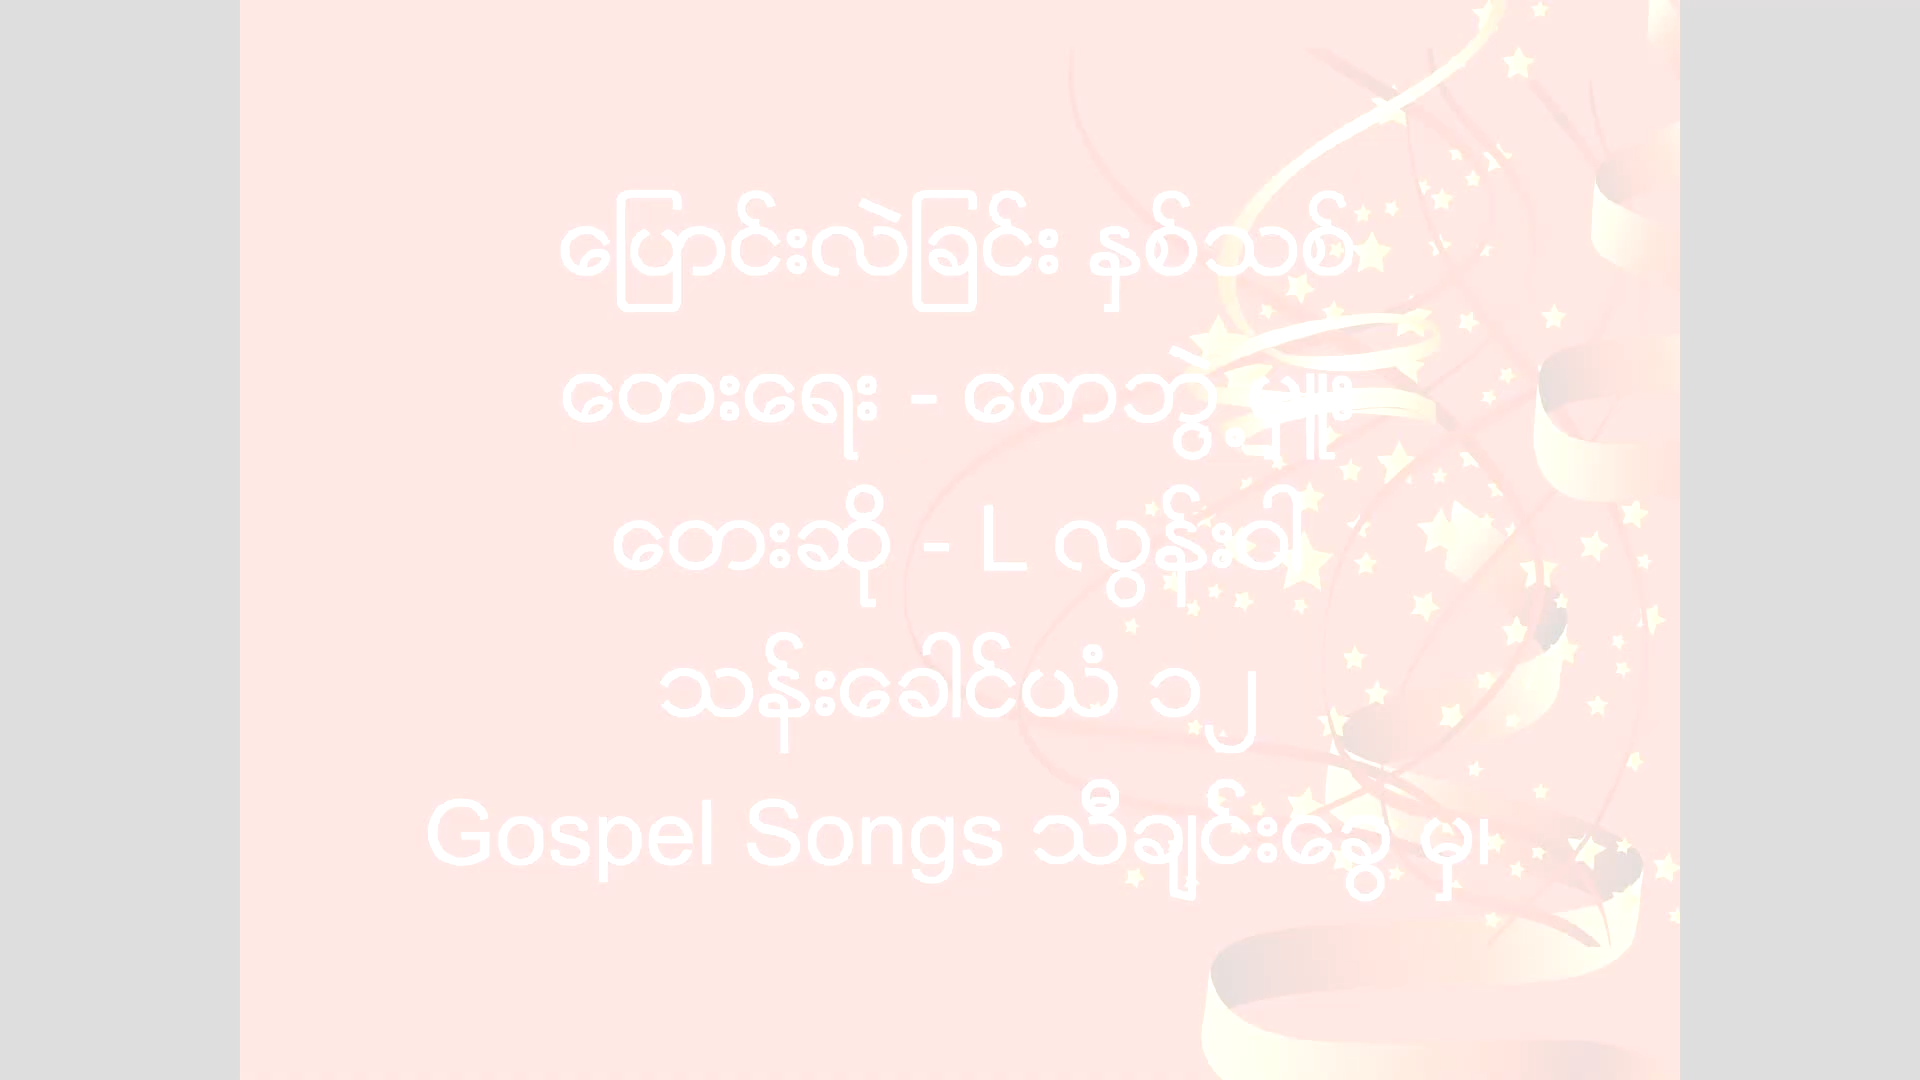 ပြောင်းလဲခြင်း နှစ်သစ်
တေးရေး - စောဘွဲ့မှူး
တေးဆို - L လွန်းဝါ
သန်းခေါင်ယံ ၁၂
Gospel Songs သီချင်းခွေ မှ၊